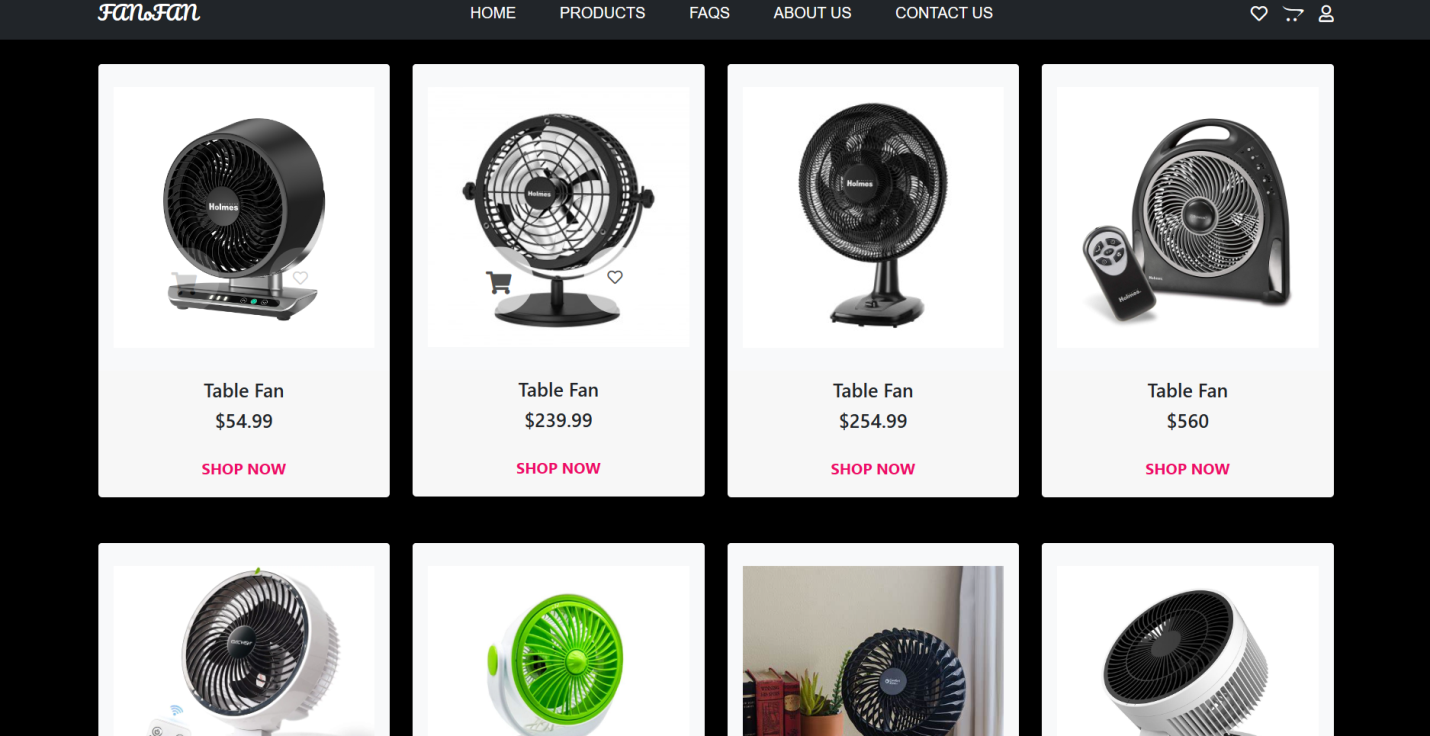 FANoFAN
HOME PRODUCTS FAQS ABOUT US CONTACT US
Holmes
Holmes
Holmes
Holmes
Holmes
Table Fan
$54.99
SHOP NOW
Table Fan
$239.99
SHOP NOW
Table Fan
$254.99
SHOP NOW
Table Fan
$560
SHOP NOW